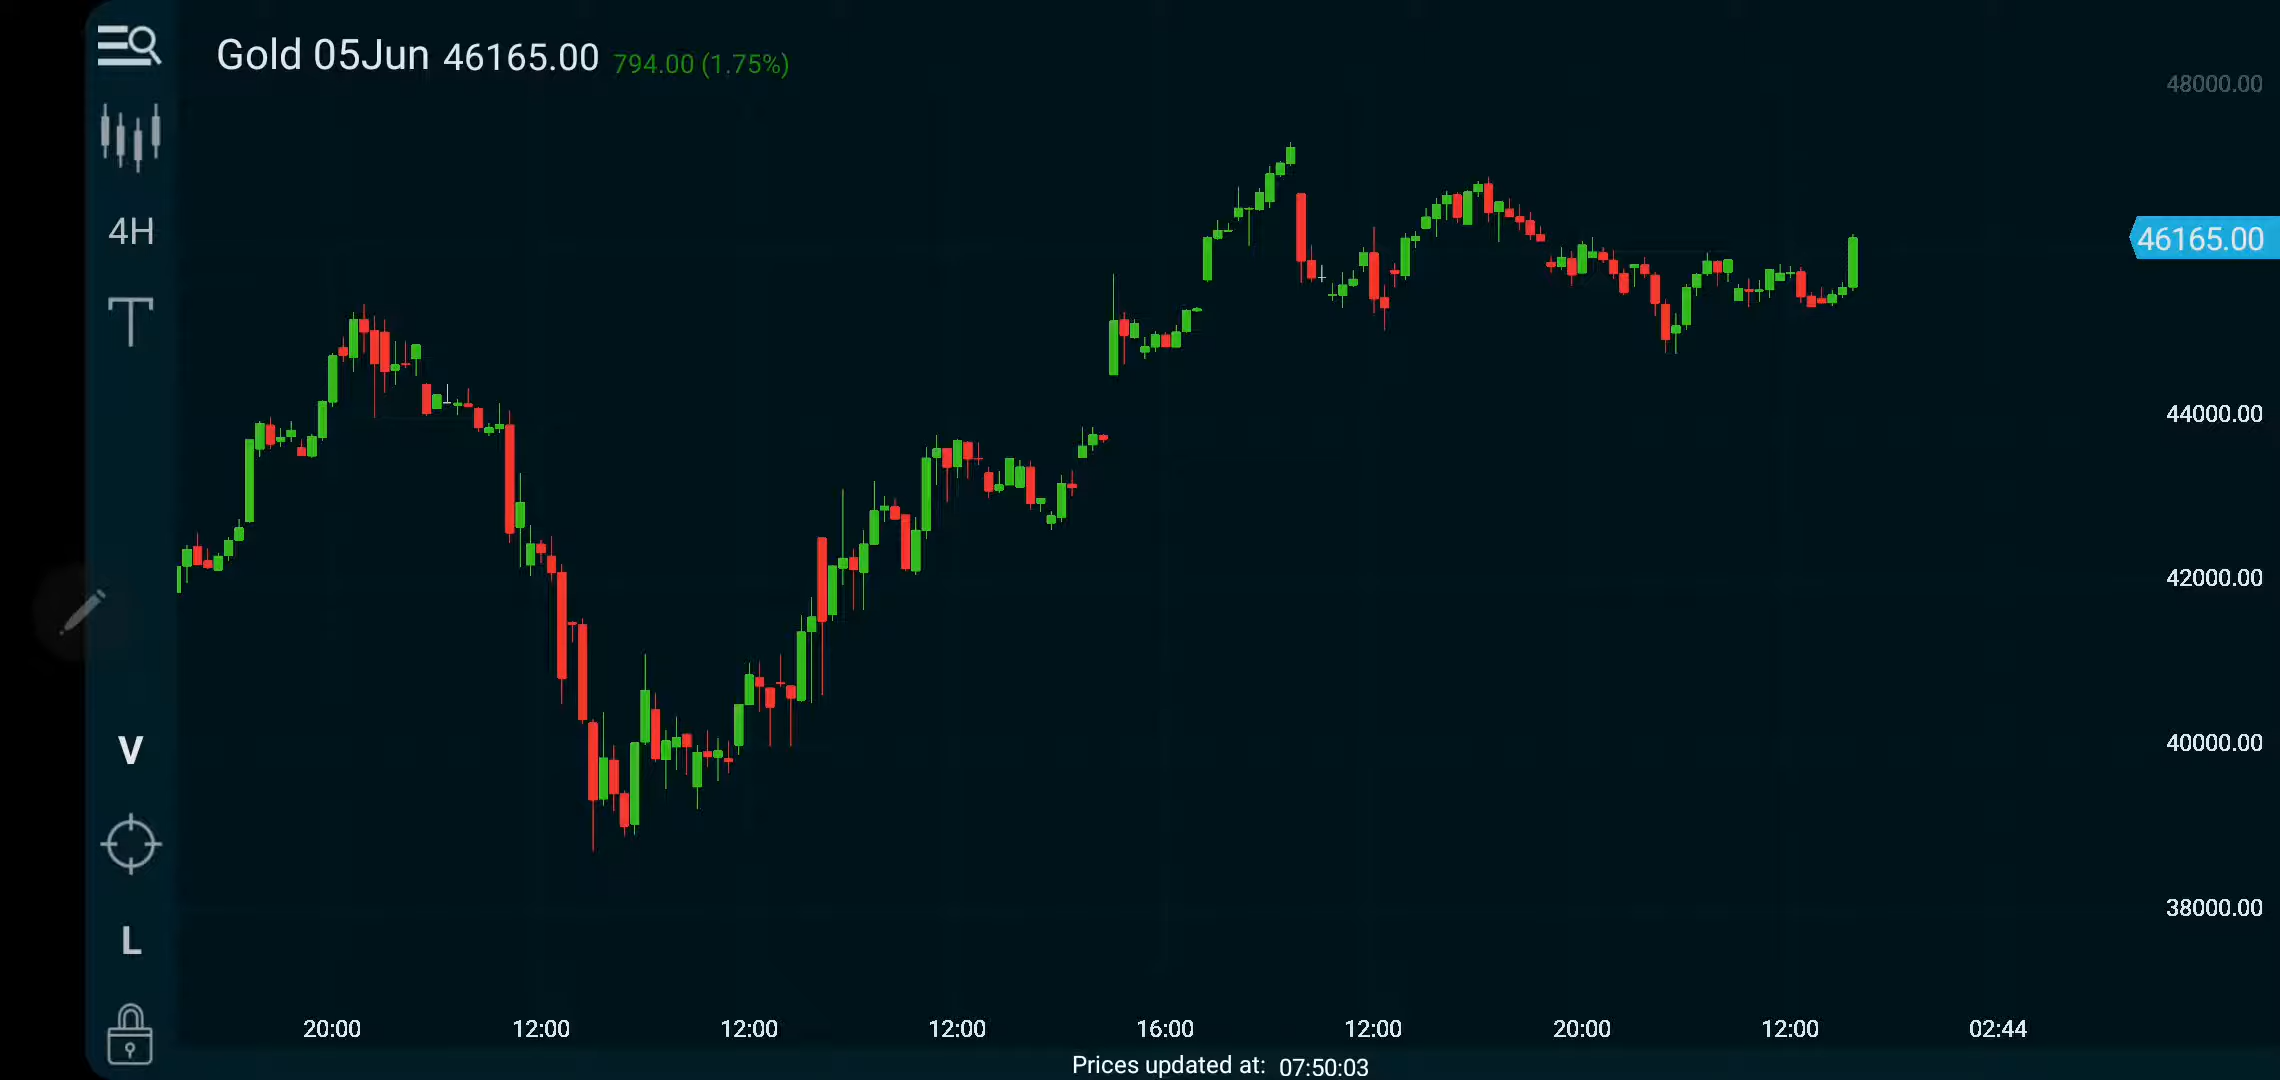 Gold 05Jun 46165.00 794.00 (1.75%)
48000.00
4H
46165.00
T
44000.00
42000.00
V
40000.00
L
38000.00
20:00 12:00 12:00 12:00 16:00 12:00 20:00 12:00 02:44
Prices updated at: 07:50:03